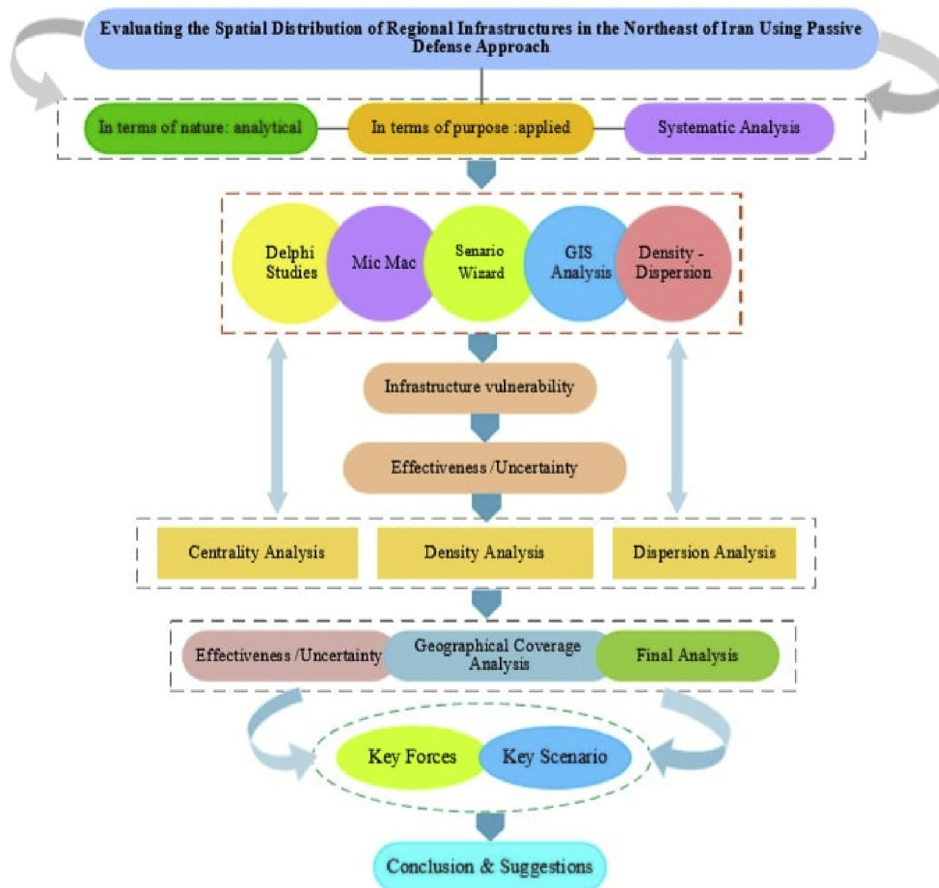 Evaluating the Spatial Distribution of Regional Infrastructures in the Northeast of Iran Using Passive
Defense Approach
In terms of nature: analytical
In terms of purpose :applied
Systematic Analysis
Delphi
Studies
Mic Mac
Senario
Wizard
GIS
Analysis
Density -
Dispersion
Infrastructure vulnerability
Effectiveness /Uncertainty
Centrality Analysis
Density Analysis
Dispersion Analysis
Effectiveness /Uncertainty
Geographical Coverage
Analysis
Final Analysis
Key Forces
Key Scenario
Conclusion & Suggestions